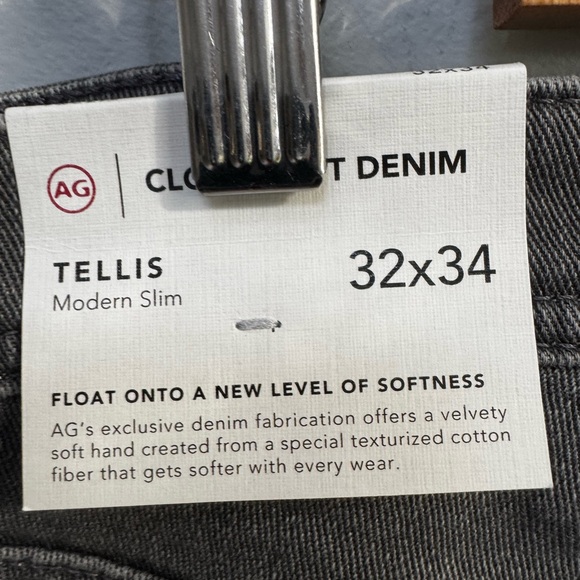 32x34
AG
DENIM
TELLIS
32x34
Modern Slim
FLOAT ONTO A NEW LEVEL OF SOFTNESS
AG's exclusive denim fabrication offers a velvety
soft hand created from a special texturized cotton
fiber that gets softer with every wear.